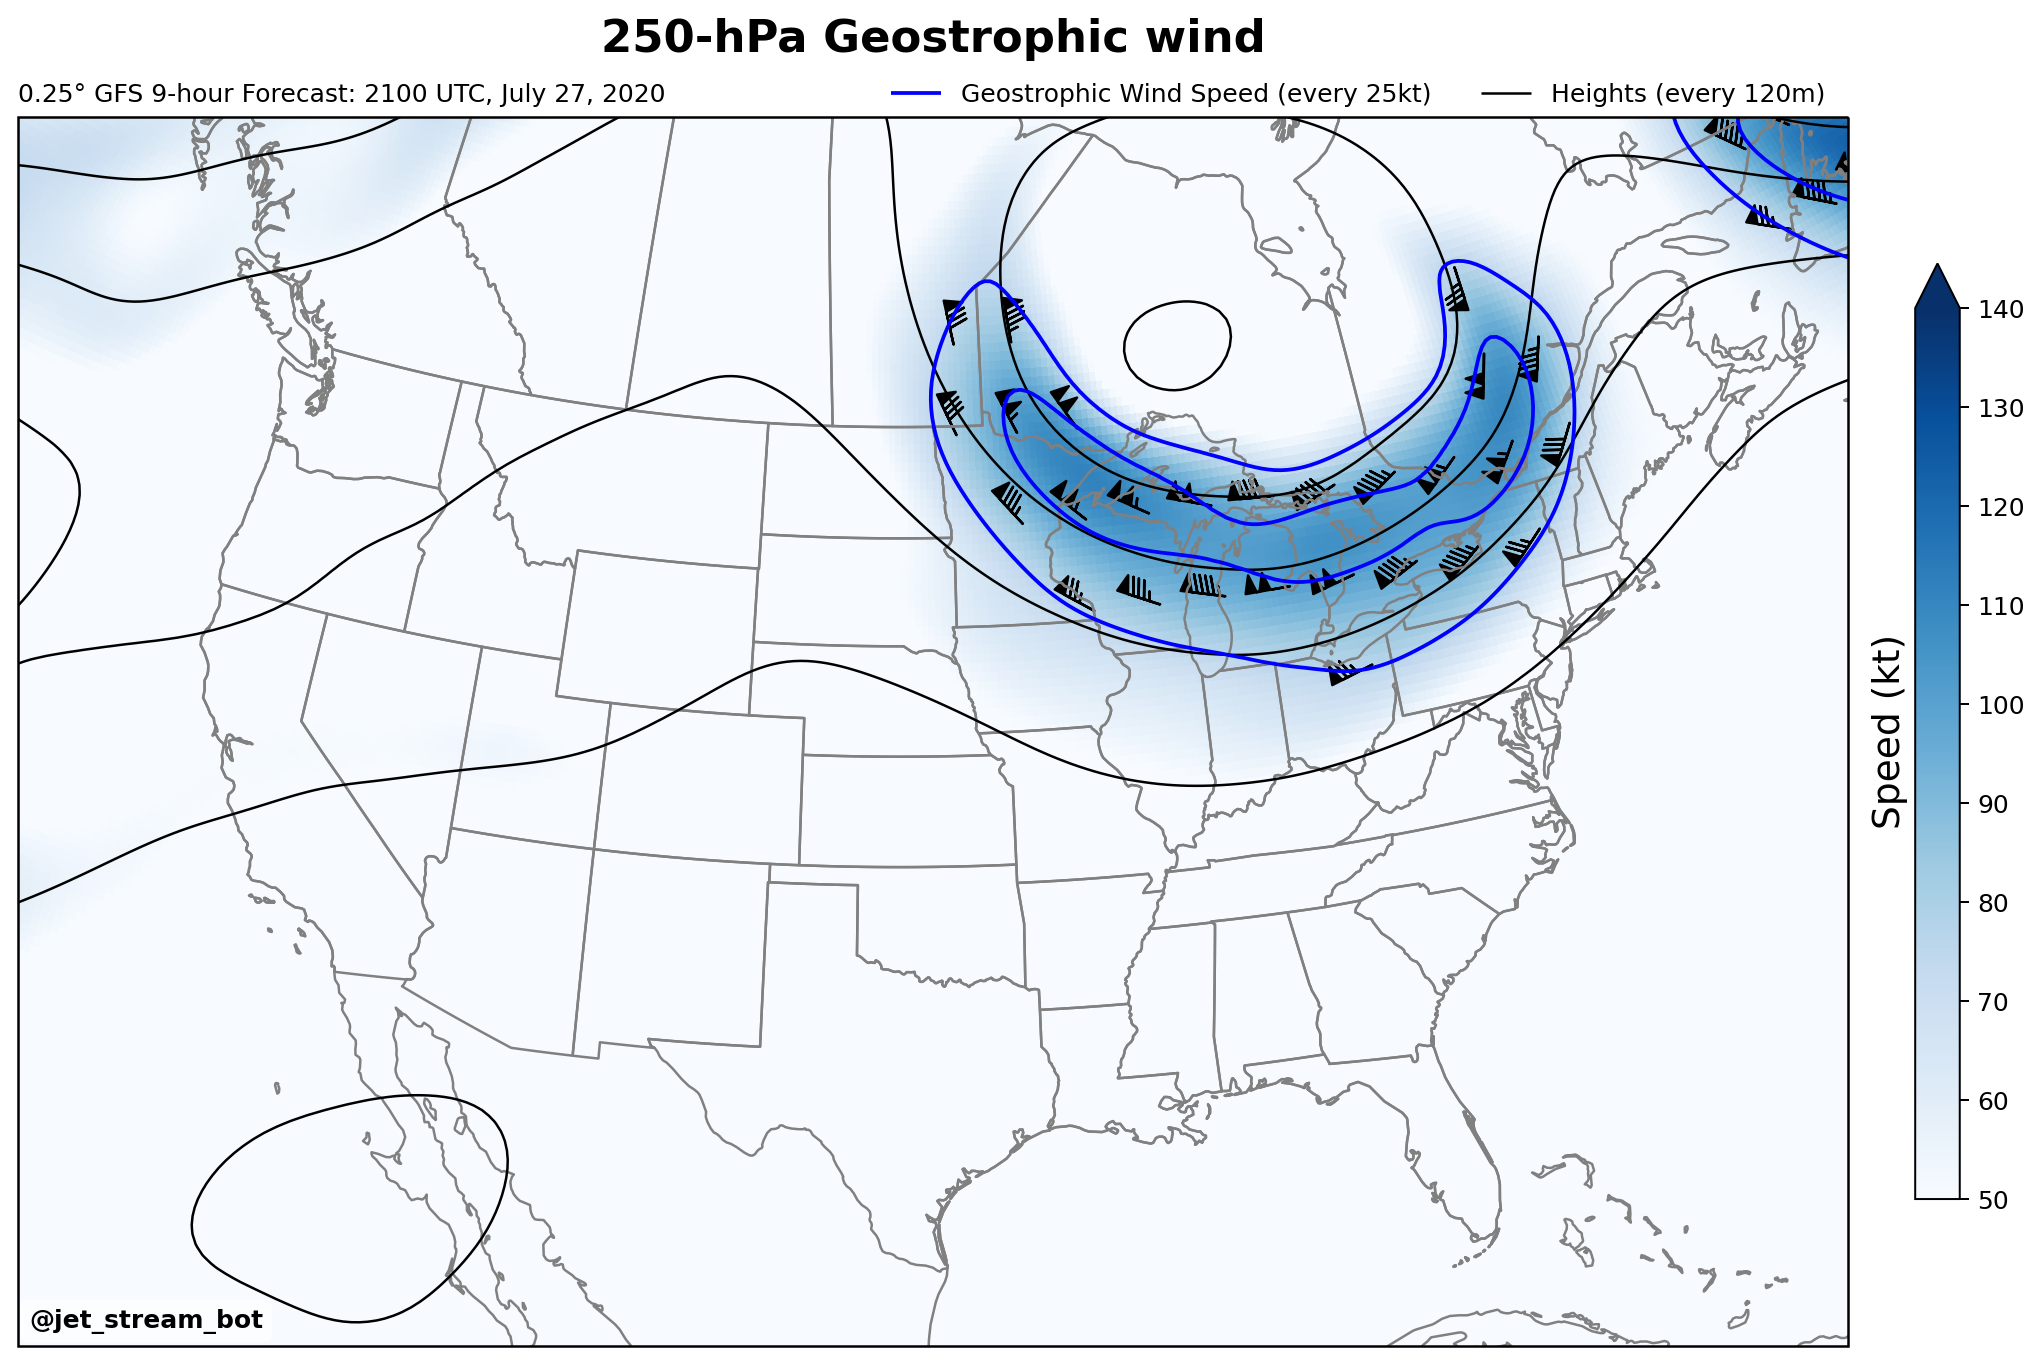 250-hPa Geostrophic wind
0.25° GFS 9-hour Forecast: 2100 UTC, July 27, 2020
Geostrophic Wind Speed (every 25kt)
Heights (every 120m)
140
130
120
110
100
90
80
70
60
50
Speed (kt)
@jet_stream_bot